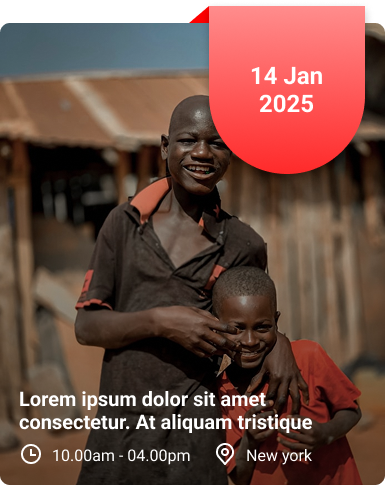 14 Jan
2025
Lorem ipsum dolor sit amet
consectetur. At aliquam tristique
10.00am - 04.00pm
New york